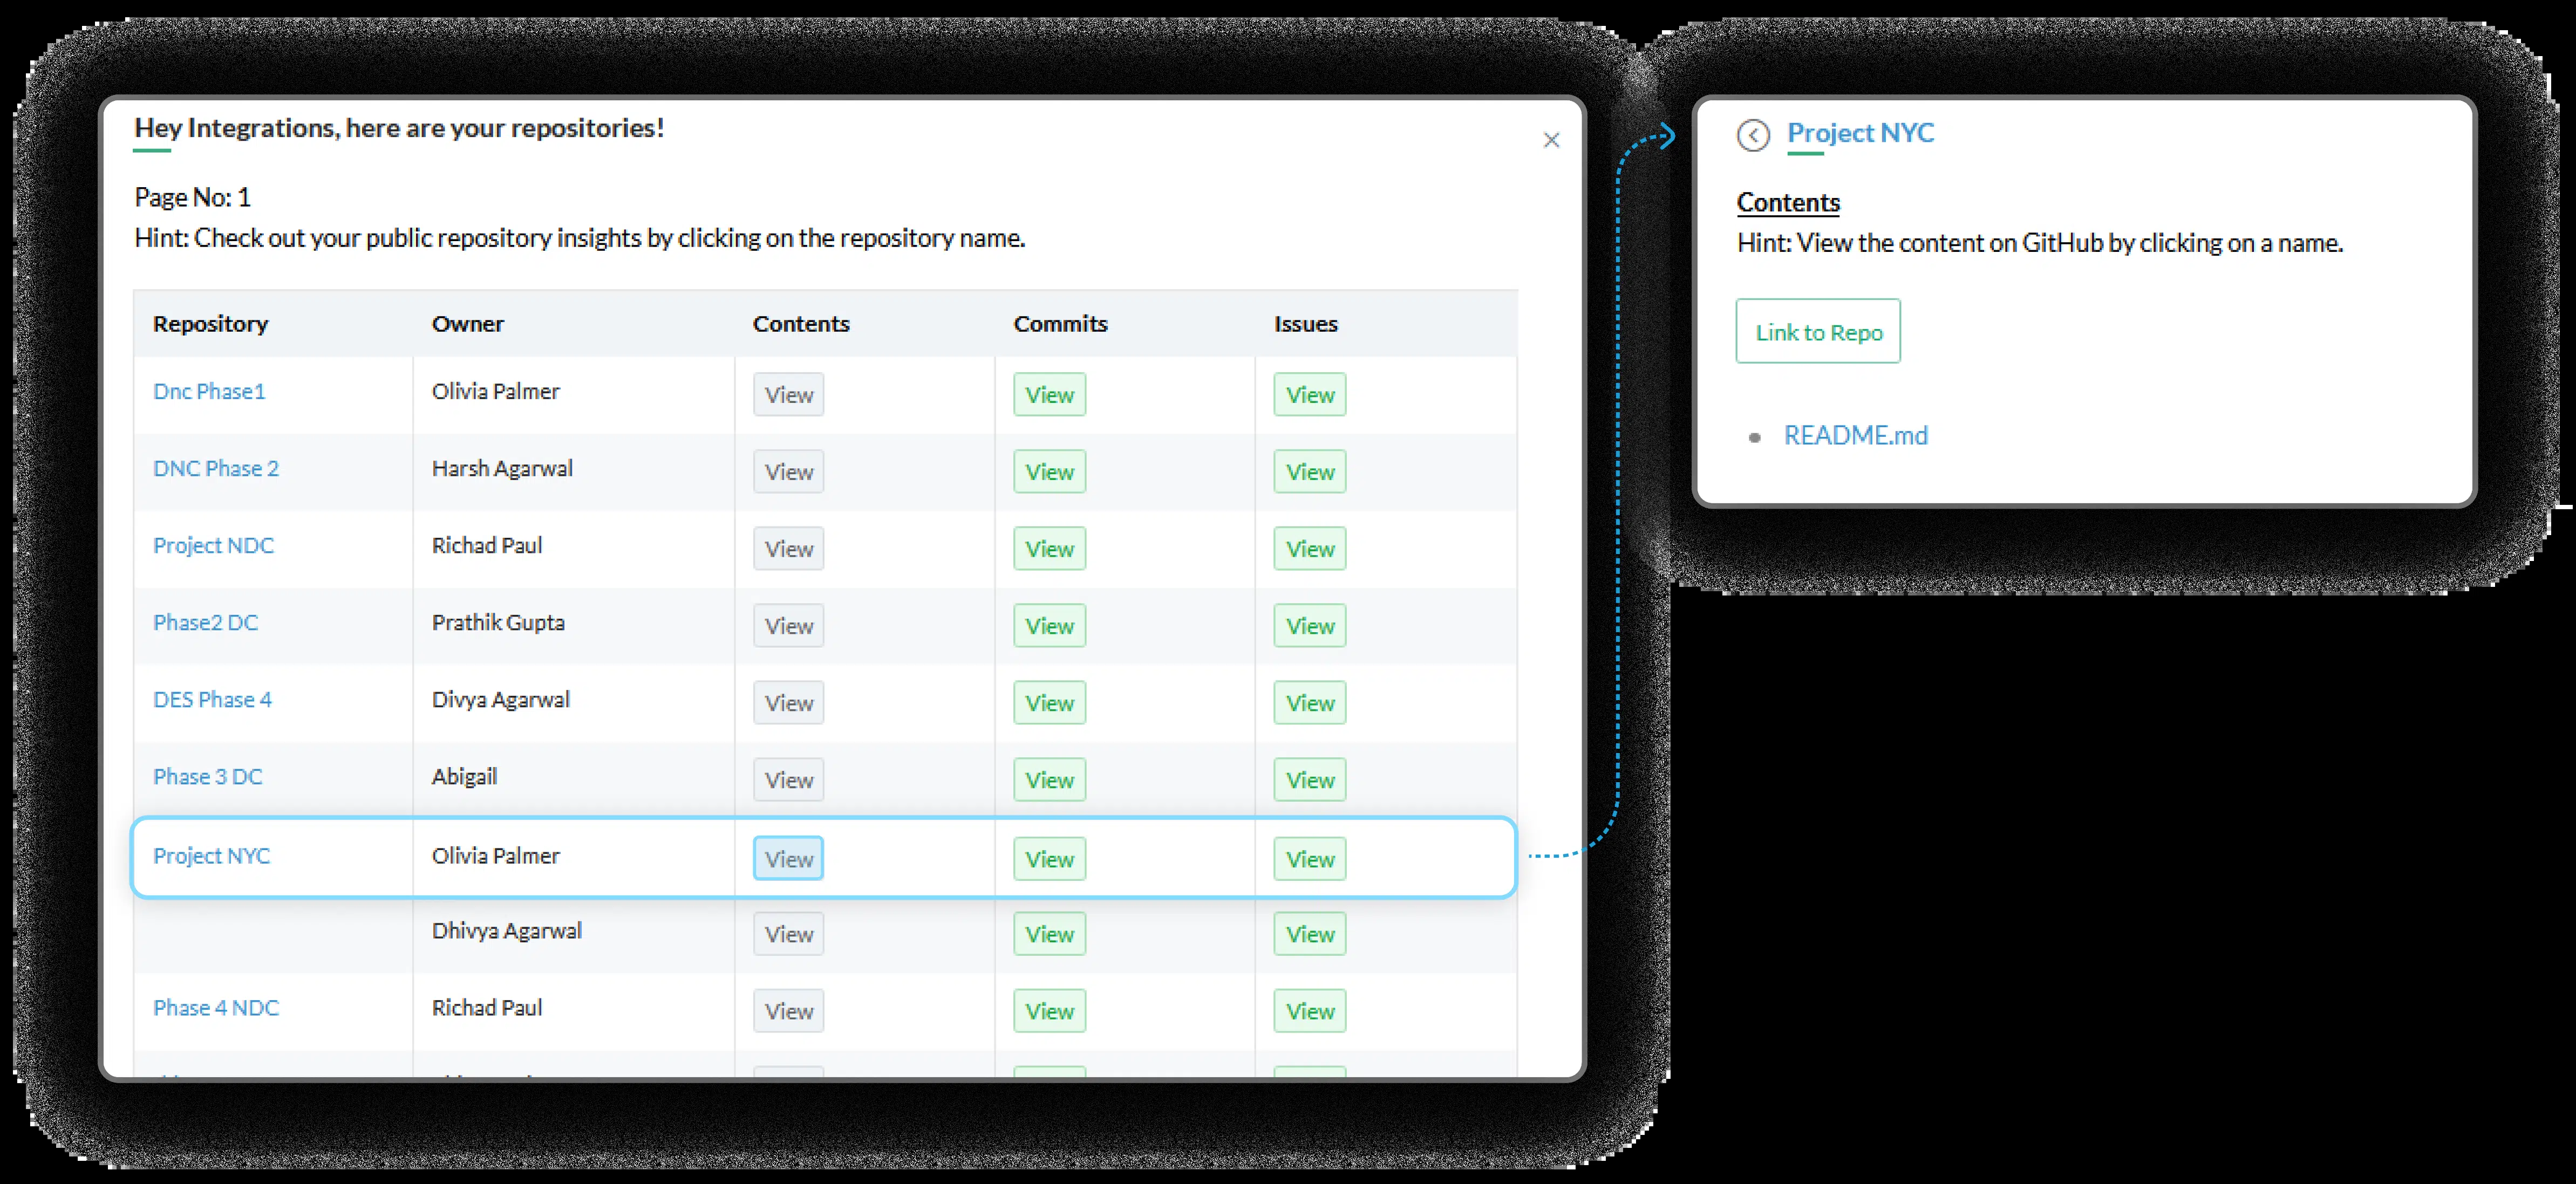 Hey Integrations, here are your repositories!
Page No: 1
Hint: Check out your public repository insights by clicking on the repository name.
Repository Owner Contents Commits Issues
Dnc Phase1 Olivia Palmer View View View
DNC Phase 2 Harsh Agarwal View View View
Project NDC Richad Paul View View View
Phase2 DC Prathik Gupta View View View
DES Phase 4 Divya Agarwal View View View
Phase 3 DC Abigail View View View
Project NYC Olivia Palmer View View View
Dhivya Agarwal View View View
Phase 4 NDC Richad Paul View View View
Project NYC
Contents
Hint: View the content on GitHub by clicking on a name.
Link to Repo
README.md